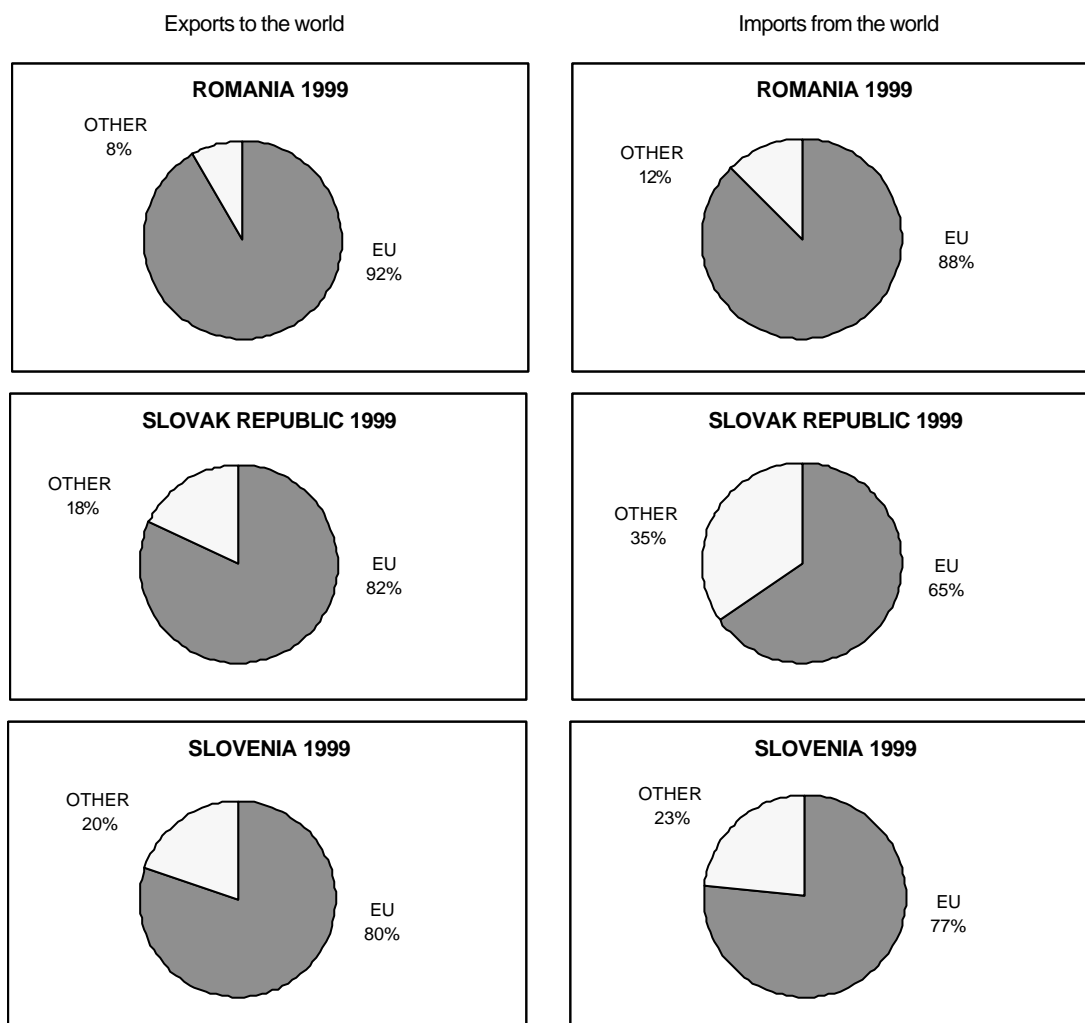 Exports to the world
Imports from the world
ROMANIA 1999
OTHER
8%
EU
92%
ROMANIA 1999
OTHER
12%
EU
88%
SLOVAK REPUBLIC 1999
OTHER
18%
EU
82%
SLOVAK REPUBLIC 1999
OTHER
35%
EU
65%
SLOVENIA 1999
OTHER
20%
EU
80%
SLOVENIA 1999
OTHER
23%
EU
77%